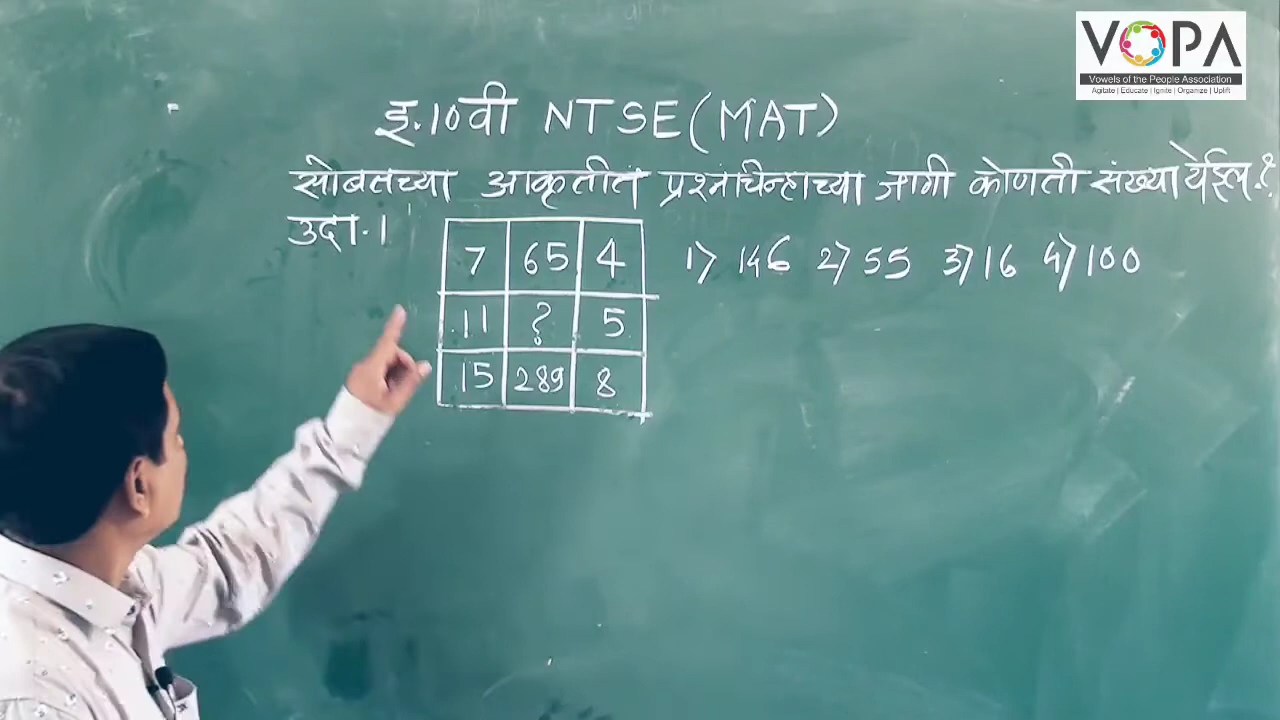 VOPA
Vowels of the People Association
Agitate | Educate | Ignite | Organize | Uplift
इ.10वी NTSE (MAT)
सोबतच्या आकृतीत प्रश्नचिन्हाच्या जागी कोणती संख्या येईल.?
उदा.1
7 65 4
11 ? 5
15 289 8
1) 146 2) 55 3) 16 4) 100